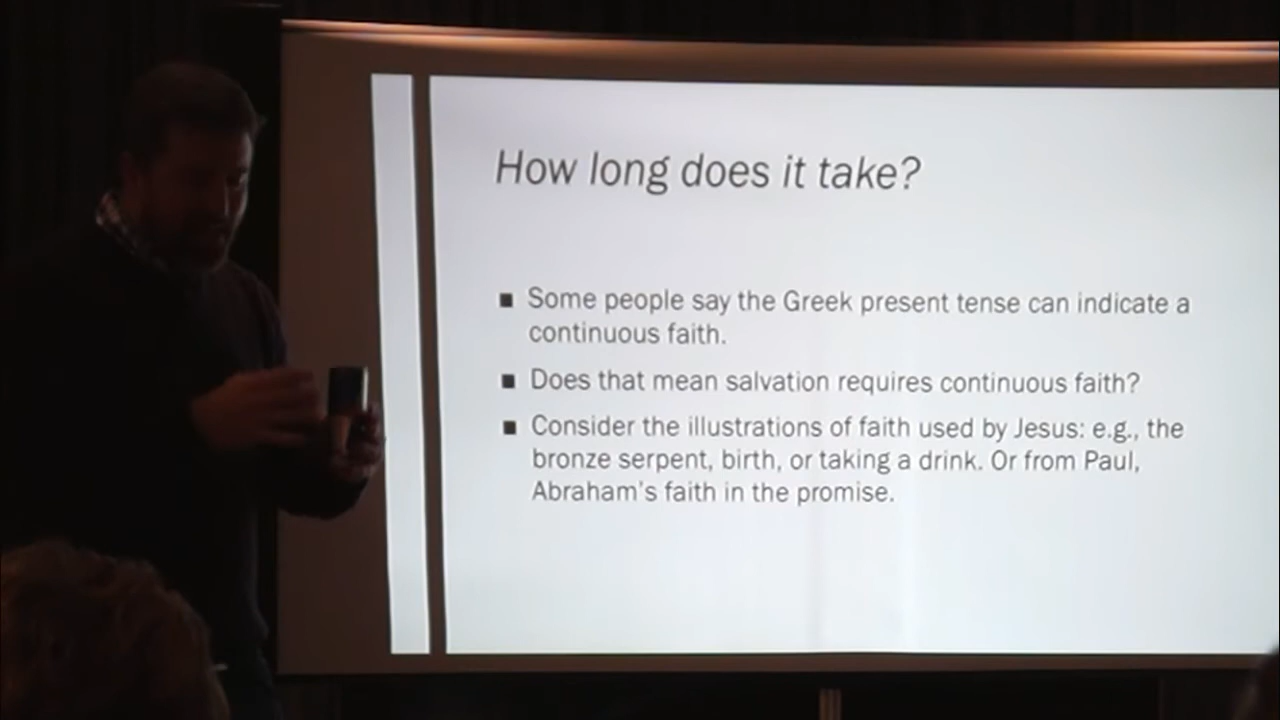 How long does it take?
■ Some people say the Greek present tense can indicate a
continuous faith.
■ Does that mean salvation requires continuous faith?
■ Consider the illustrations of faith used by Jesus: e.g., the
bronze serpent, birth, or taking a drink. Or from Paul,
Abraham's faith in the promise.